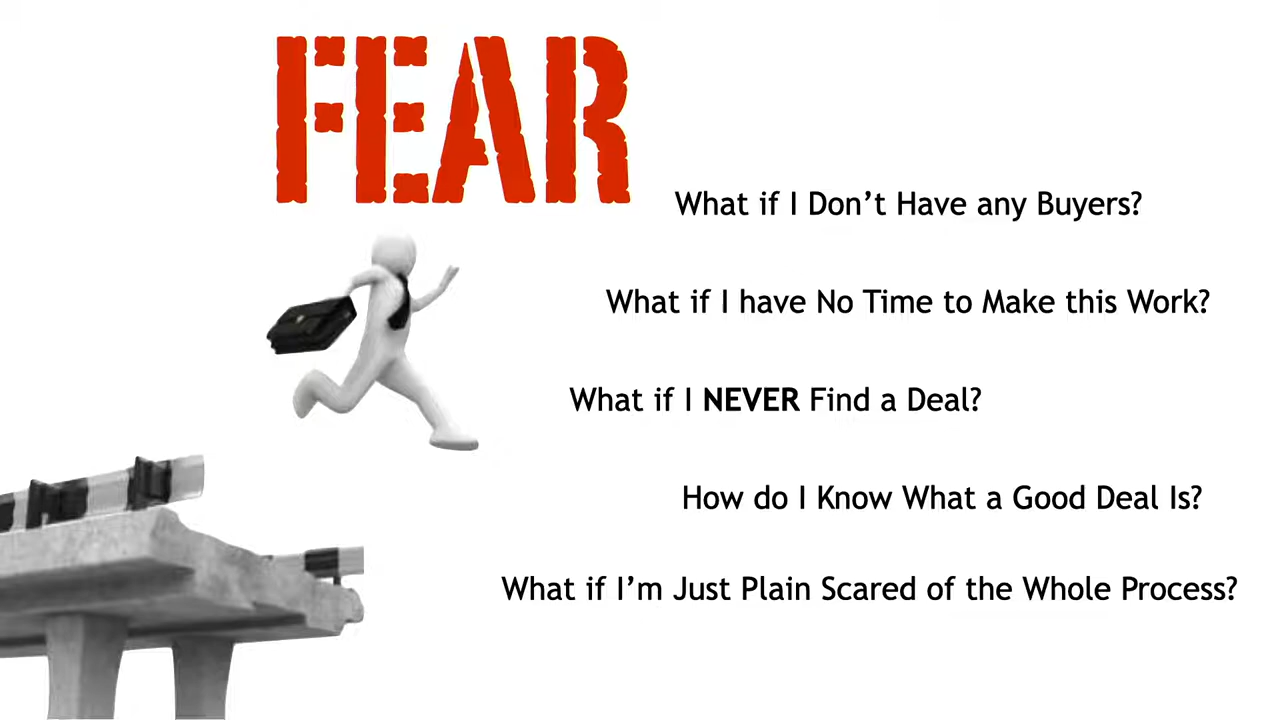 FEAR
What if I Don’t Have any Buyers?
What if I have No Time to Make this Work?
What if I NEVER Find a Deal?
How do I Know What a Good Deal Is?
What if I’m Just Plain Scared of the Whole Process?